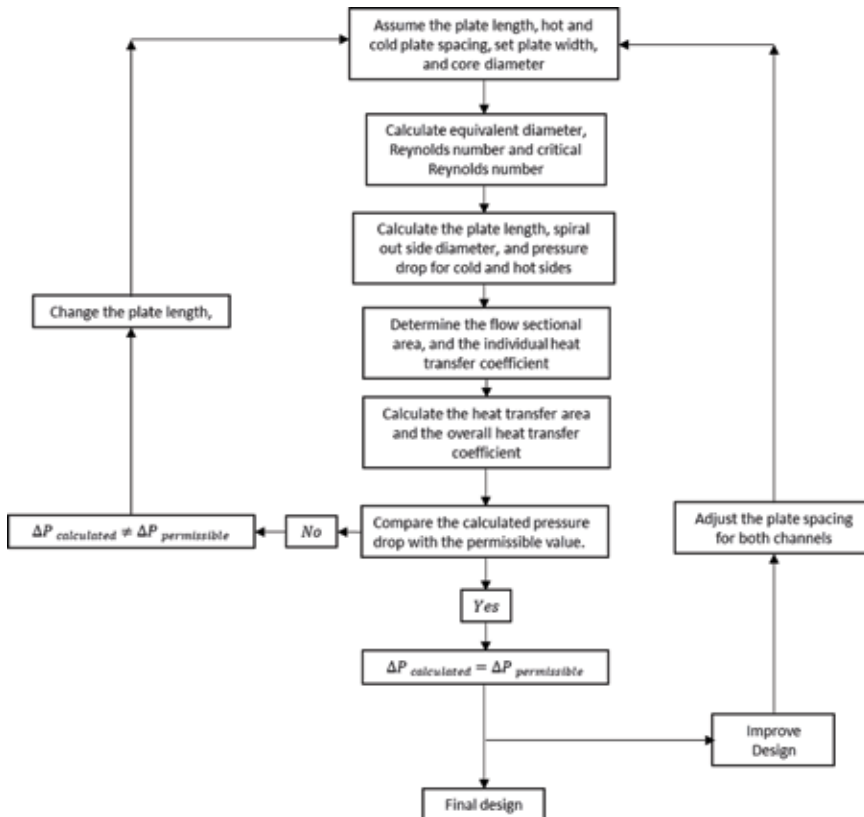 Assume the plate length, hot and
cold plate spacing, set plate width,
and core diameter
Calculate equivalent diameter,
Reynolds number and critical
Reynolds number
Calculate the plate length, spiral
out side diameter, and pressure
drop for cold and hot sides
Change the plate length,
Determine the flow sectional
area, and the individual heat
transfer coefficient
Calculate the heat transfer area
and the overall heat transfer
coefficient
ΔP calculated ≠ ΔP permissible
No
Compare the calculated pressure
drop with the permissible value.
Adjust the plate spacing
for both channels
Yes
ΔP calculated = ΔP permissible
Improve
Design
Final design